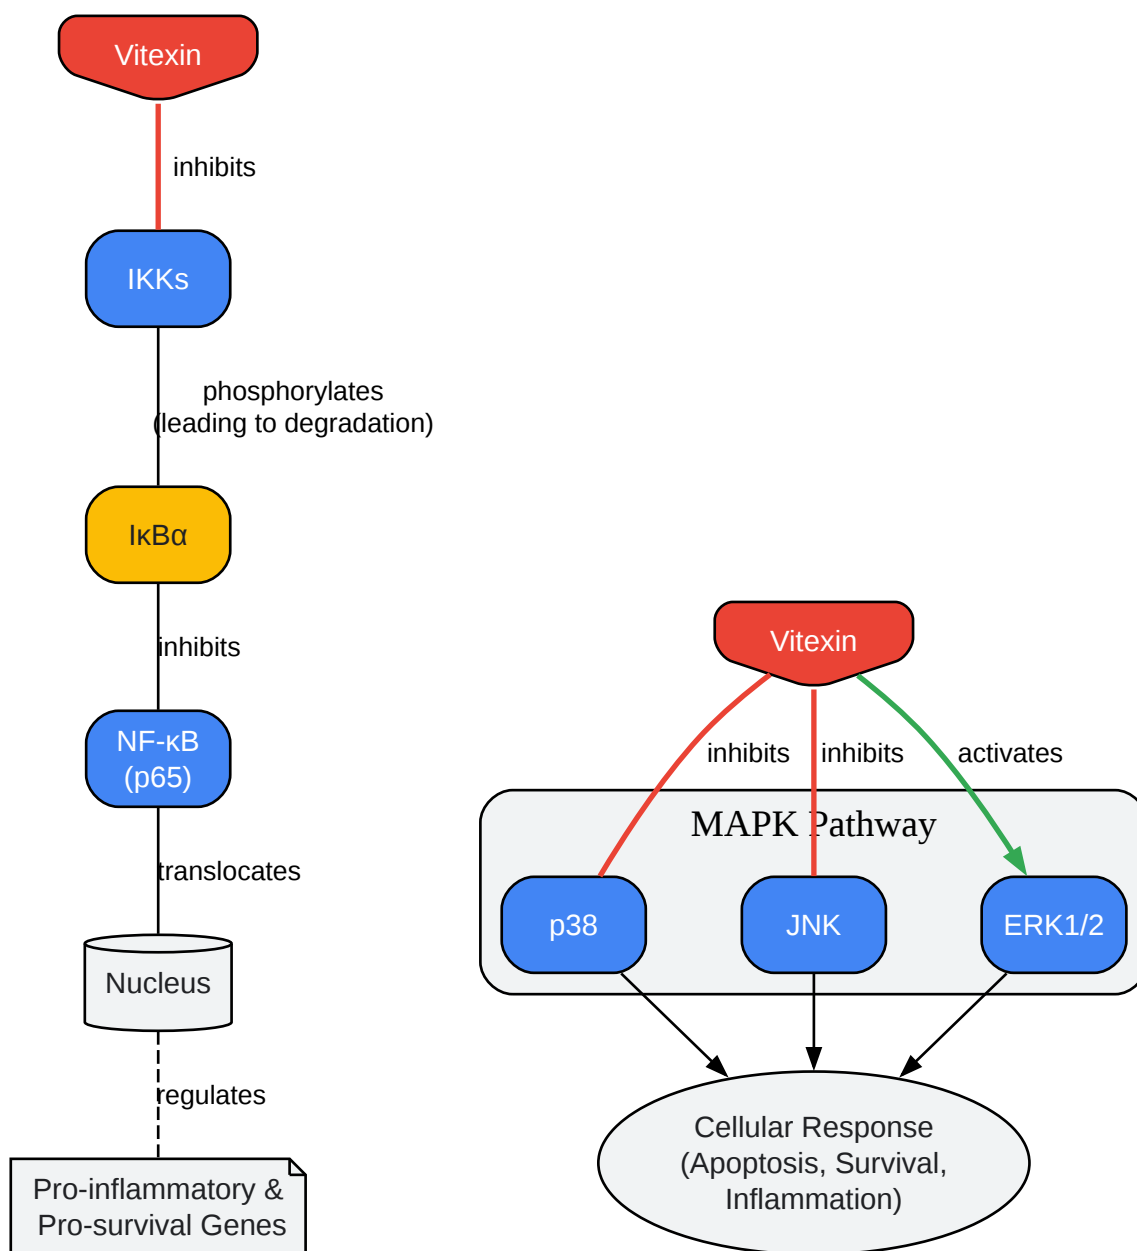 Vitexin
inhibits
IKKs
phosphorylates
(leading to degradation)
IκBα
inhibits
NF-κB
(p65)
translocates
Nucleus
regulates
Pro-inflammatory &
Pro-survival Genes
Vitexin
inhibits
inhibits
activates
MAPK Pathway
p38
JNK
ERK1/2
Cellular Response
(Apoptosis, Survival,
Inflammation)